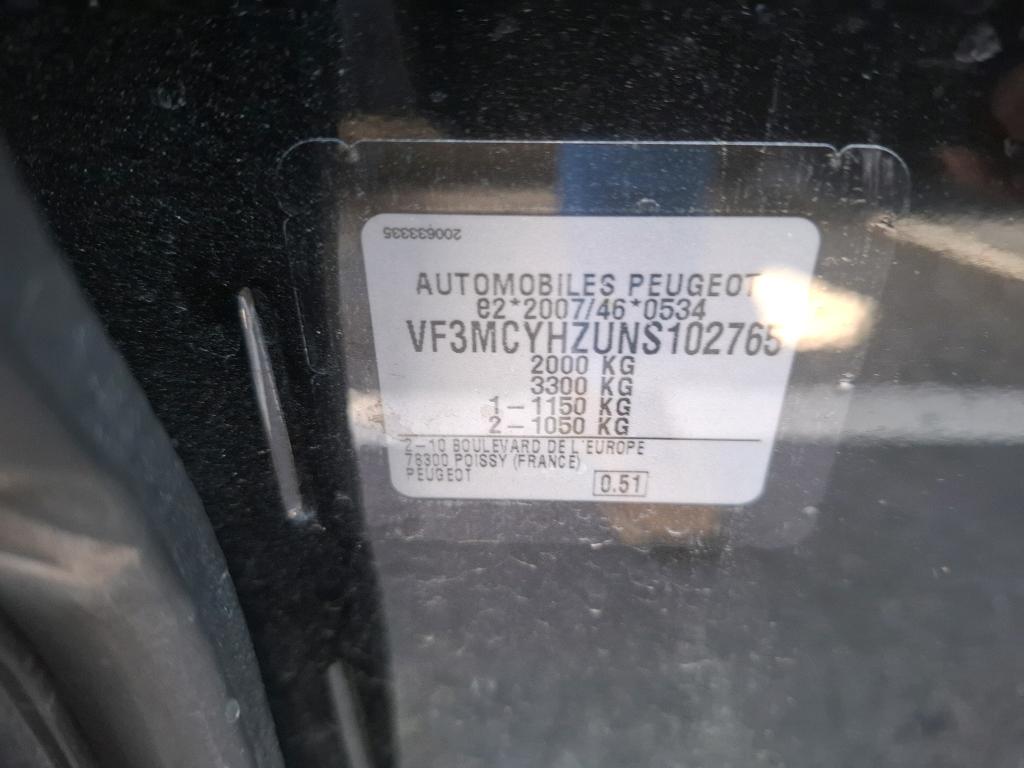 200633335
AUTOMOBILES PEUGEOT
e2*2007/46*0534
VF3MCYHZUNS102765
2000 KG
3300 KG
1-1150 KG
2-1050 KG
2-10 BOULEVARD DE L'EUROPE
78300 POISSY (FRANCE)
PEUGEOT
0.51